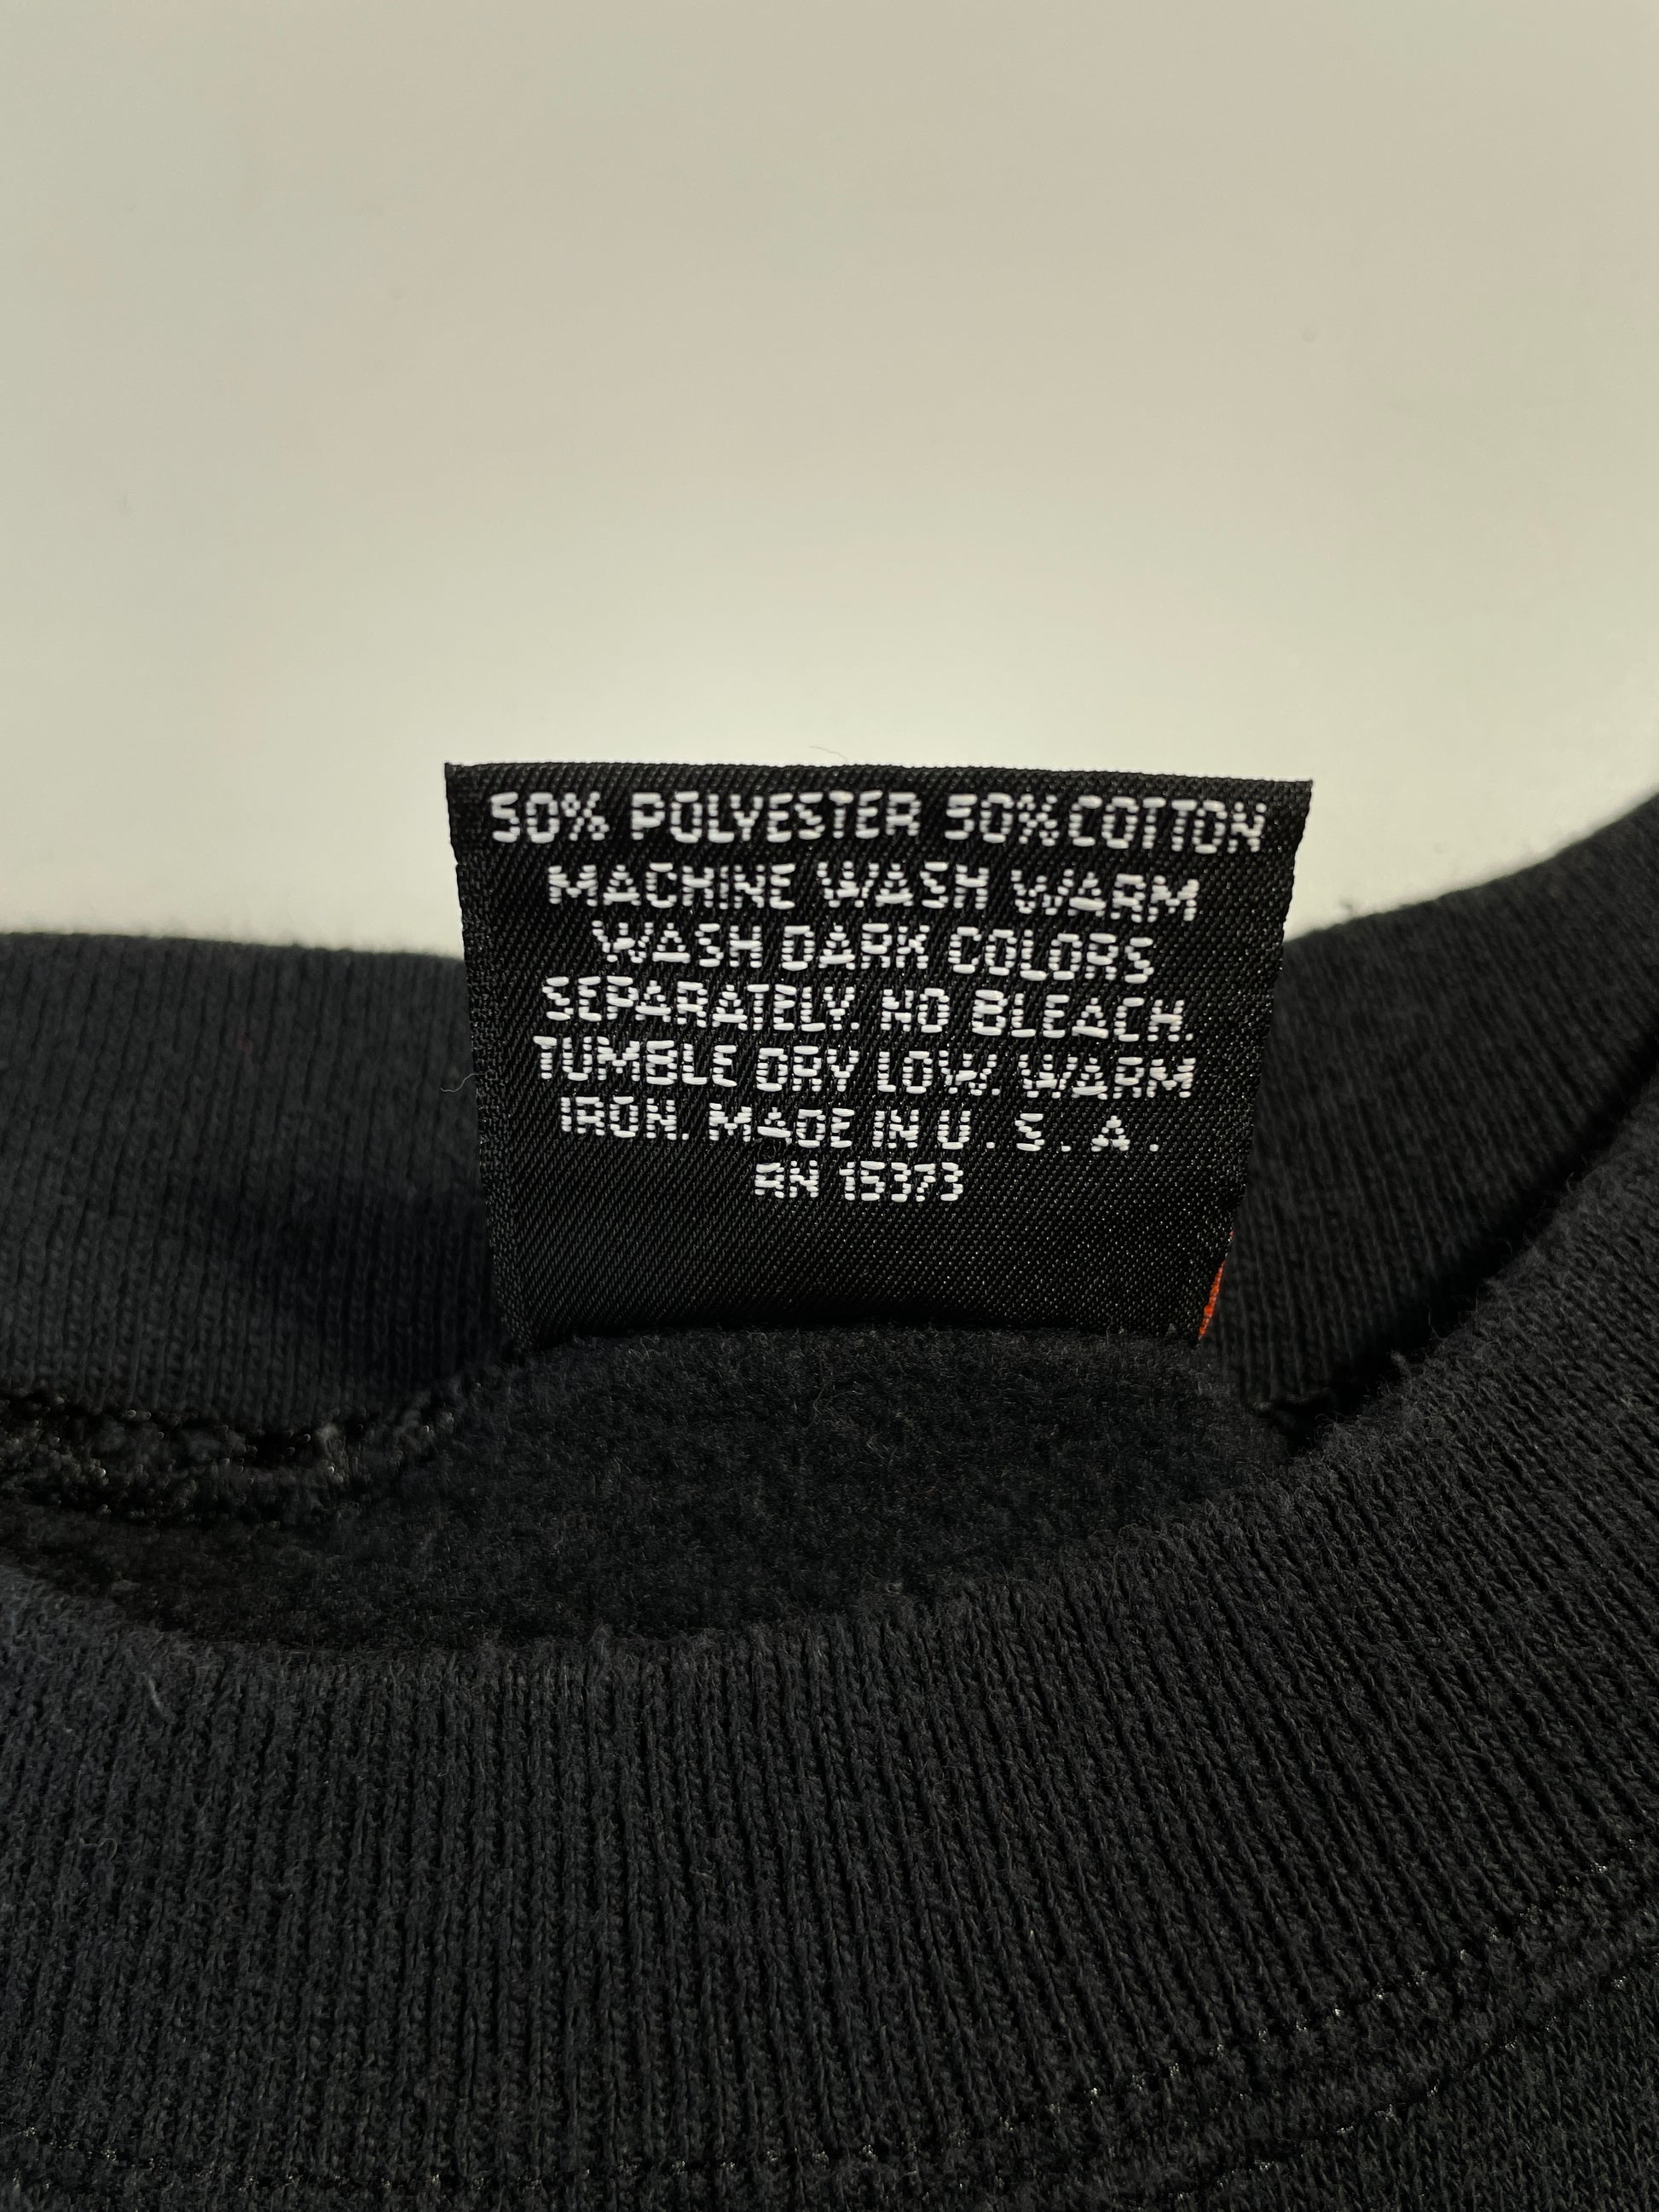 50% POLYESTER 50% COTTON
MACHINE WASH WARM
WASH DARK COLORS
SEPARATELY. NO BLEACH.
TUMBLE DRY LOW. WARM
IRON. MADE IN U.S.A.
RN 15373